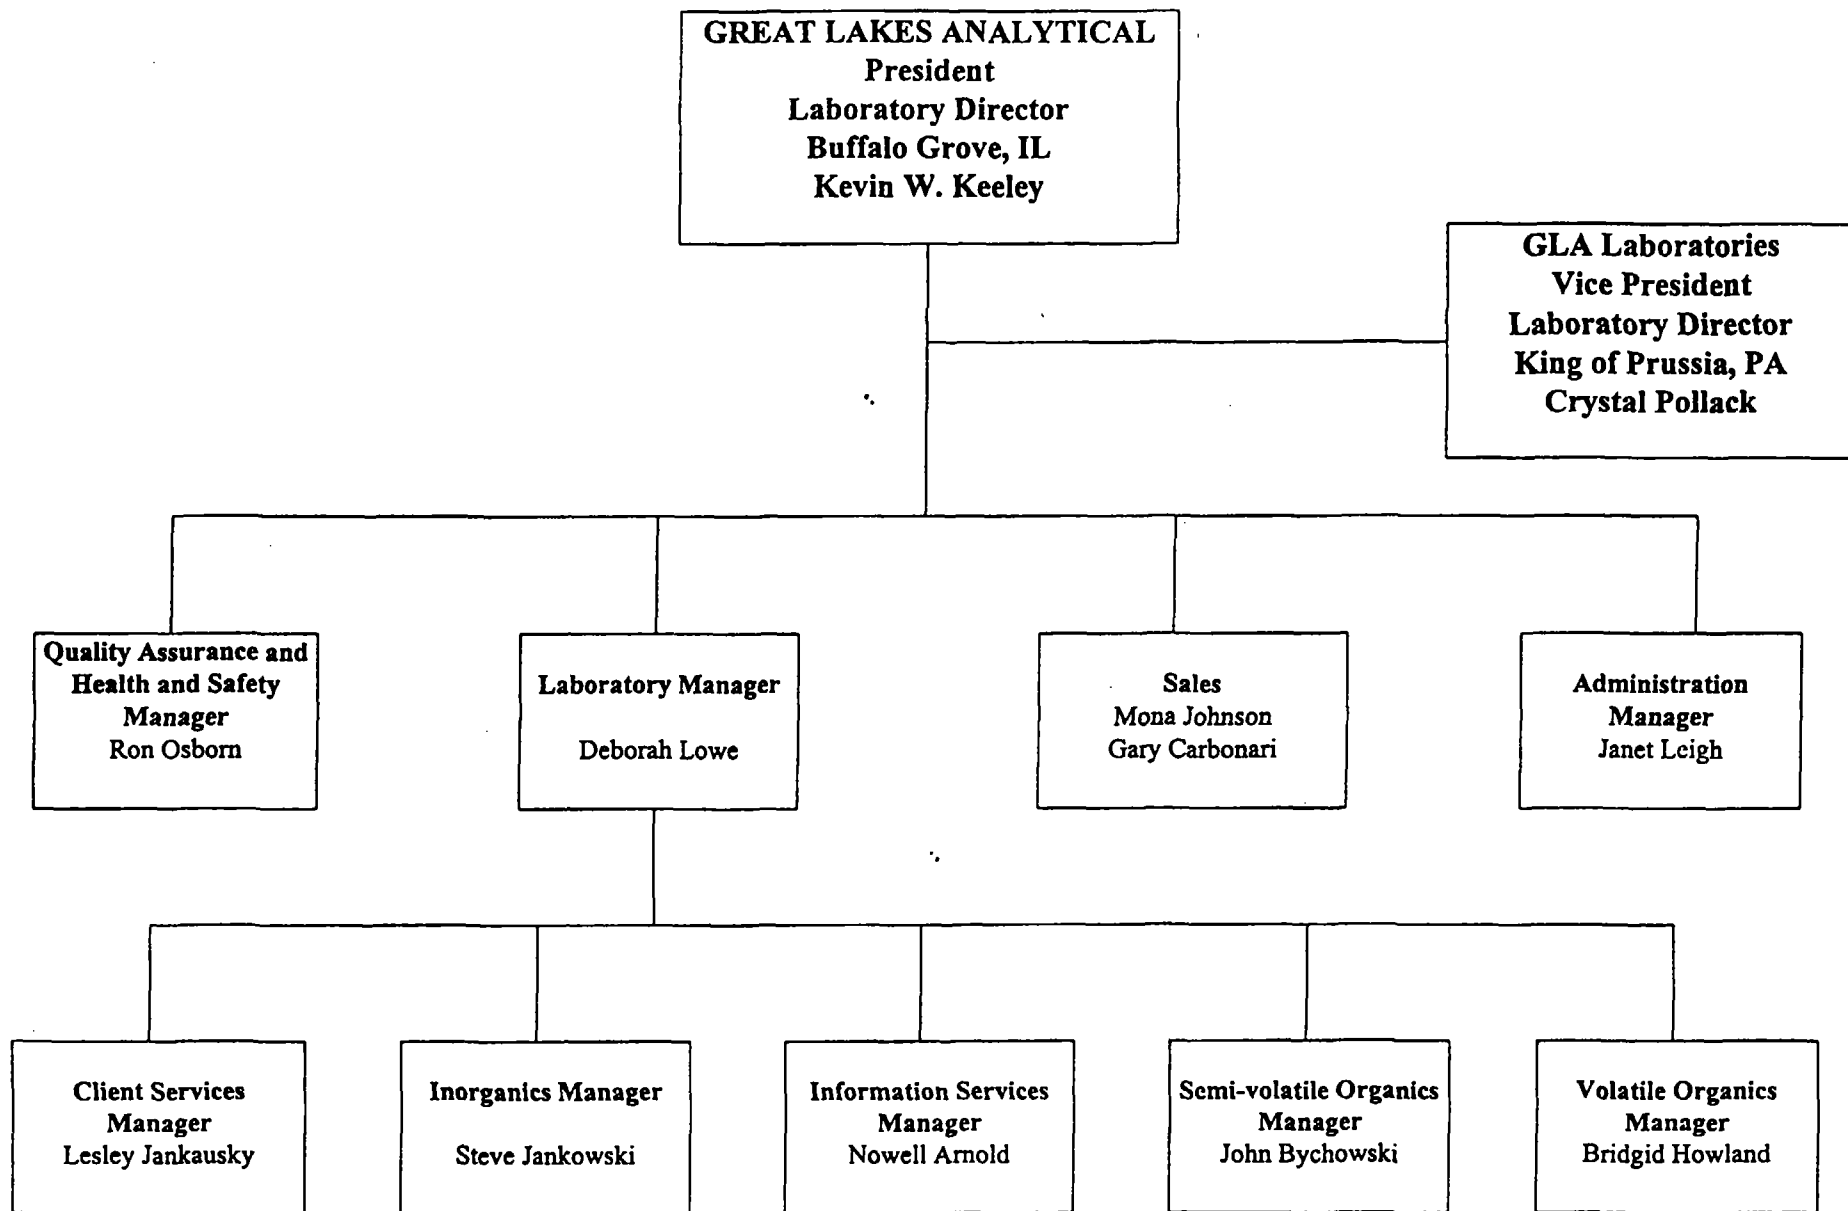 GREAT LAKES ANALYTICAL
President
Laboratory Director
Buffalo Grove, IL
Kevin W. Keeley
GLA Laboratories
Vice President
Laboratory Director
King of Prussia, PA
Crystal Pollack
Quality Assurance and
Health and Safety
Manager
Ron Osborn
Laboratory Manager
Deborah Lowe
Sales
Mona Johnson
Gary Carbonari
Administration
Manager
Janet Leigh
Client Services
Manager
Lesley Jankausky
Inorganics Manager
Steve Jankowski
Information Services
Manager
Nowell Arnold
Semi-volatile Organics
Manager
John Bychowski
Volatile Organics
Manager
Bridgid Howland